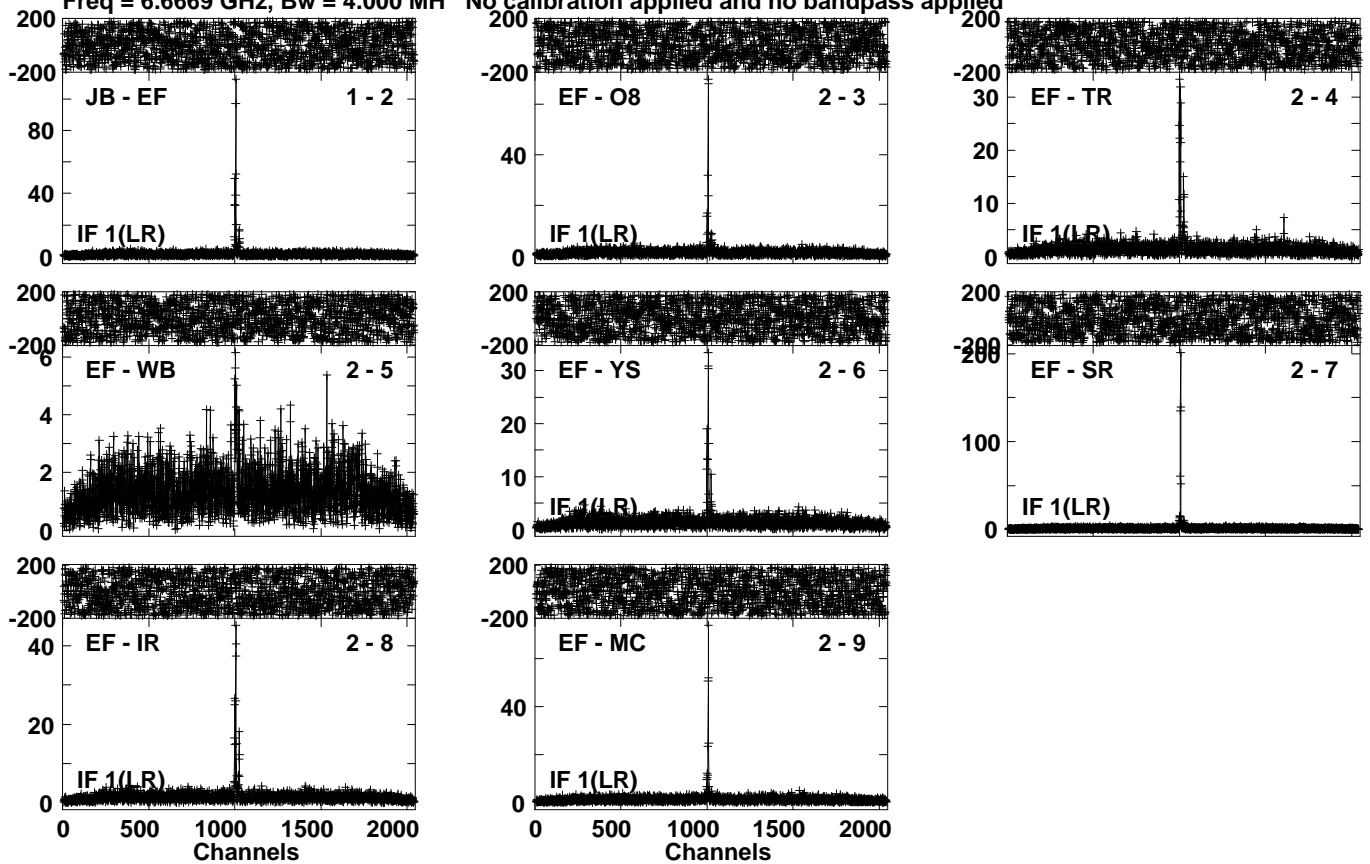 Freq = 6.6669 GHz, Bw = 4.000 MH No calibration applied and no bandpass applied
200 200 200
-200 -200 -200
JB - EF 1 - 2 EF - O8 2 - 3 EF - TR 2 - 4
80 40 30
40 20
10
IF 1(LR) IF 1(LR) IF 1(LR)
0 0 0
200 200 200
-200 -200 -200
6 30 200
EF - WB 2 - 5 EF - YS 2 - 6 EF - SR 2 - 7
4 20 100
2 10
IF 1(LR) IF 1(LR)
0 0 0
200 200
-200 -200
EF - IR 2 - 8 EF - MC 2 - 9
40 40
20
IF 1(LR) IF 1(LR)
0 0
0 500 1000 1500 2000 0 500 1000 1500 2000
Channels Channels